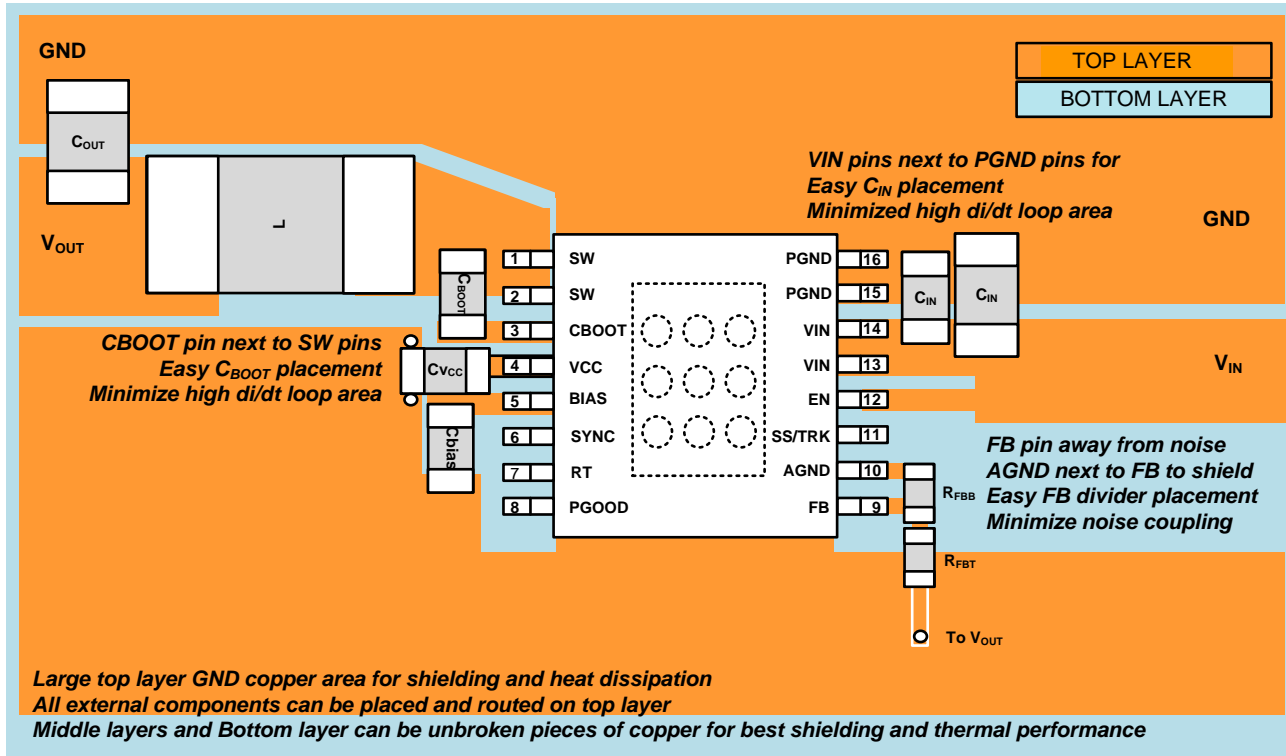 GND
TOP LAYER
BOTTOM LAYER
COUT
L
VOUT
VIN pins next to PGND pins for
Easy CIN placement
Minimized high di/dt loop area
GND
CBOOT
1 SW
2 SW
3 CBOOT
4 VCC
5 BIAS
6 SYNC
7 RT
8 PGOOD
PGND 16
PGND 15
VIN 14
VIN 13
EN 12
SS/TRK 11
AGND 10
FB 9
CIN
CIN
VIN
CBOOT pin next to SW pins
Easy CBOOT placement
Minimize high di/dt loop area
CVCC
Cbias
FB pin away from noise
AGND next to FB to shield
Easy FB divider placement
Minimize noise coupling
RFBB
RFBT
To VOUT
Large top layer GND copper area for shielding and heat dissipation
All external components can be placed and routed on top layer
Middle layers and Bottom layer can be unbroken pieces of copper for best shielding and thermal performance